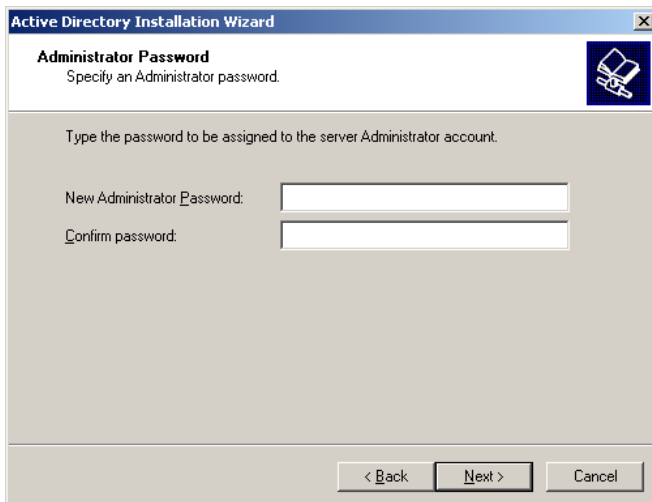 Active Directory Installation Wizard
Administrator Password
Specify an Administrator password.
Type the password to be assigned to the server Administrator account.
New Administrator Password:
Confirm password:
< Back
Next >
Cancel